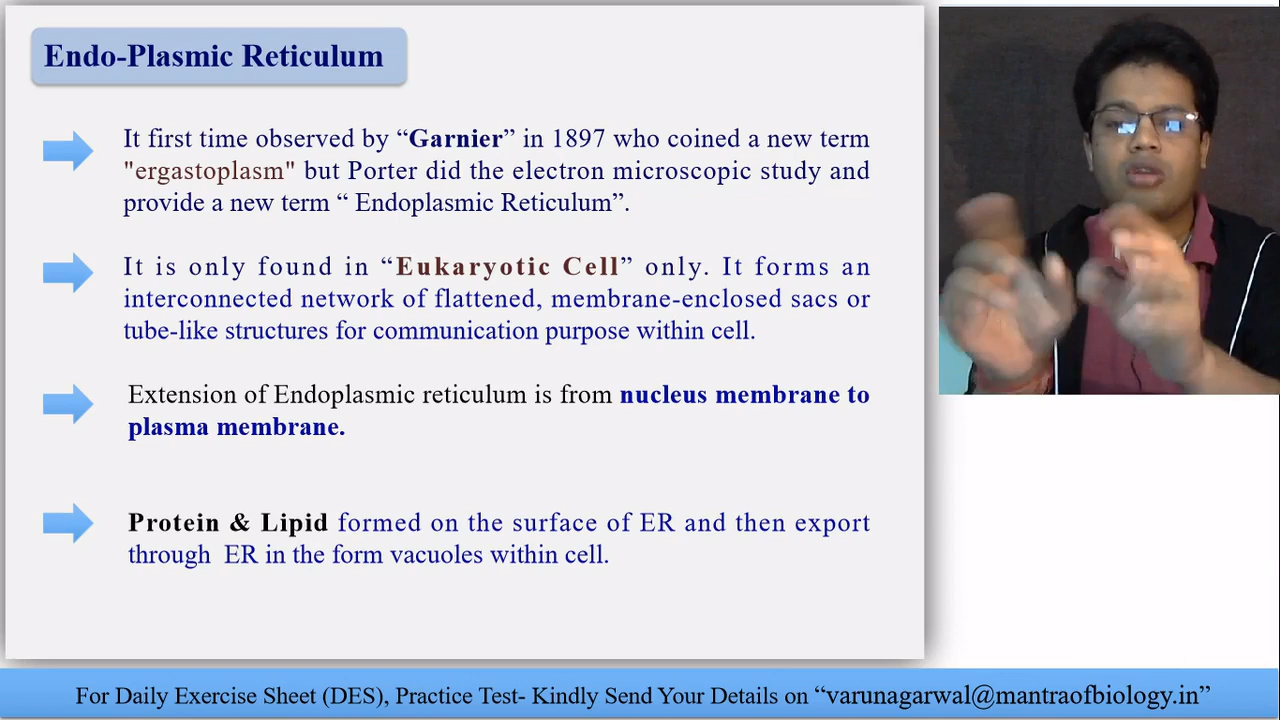 Endo-Plasmic Reticulum
It first time observed by “Garnier” in 1897 who coined a new term
"ergastoplasm" but Porter did the electron microscopic study and
provide a new term “ Endoplasmic Reticulum”.
It is only found in “Eukaryotic Cell” only. It forms an
interconnected network of flattened, membrane-enclosed sacs or
tube-like structures for communication purpose within cell.
Extension of Endoplasmic reticulum is from nucleus membrane to
plasma membrane.
Protein & Lipid formed on the surface of ER and then export
through  ER in the form vacuoles within cell.
For Daily Exercise Sheet (DES), Practice Test- Kindly Send Your Details on “varunagarwal@mantraofbiology.in”